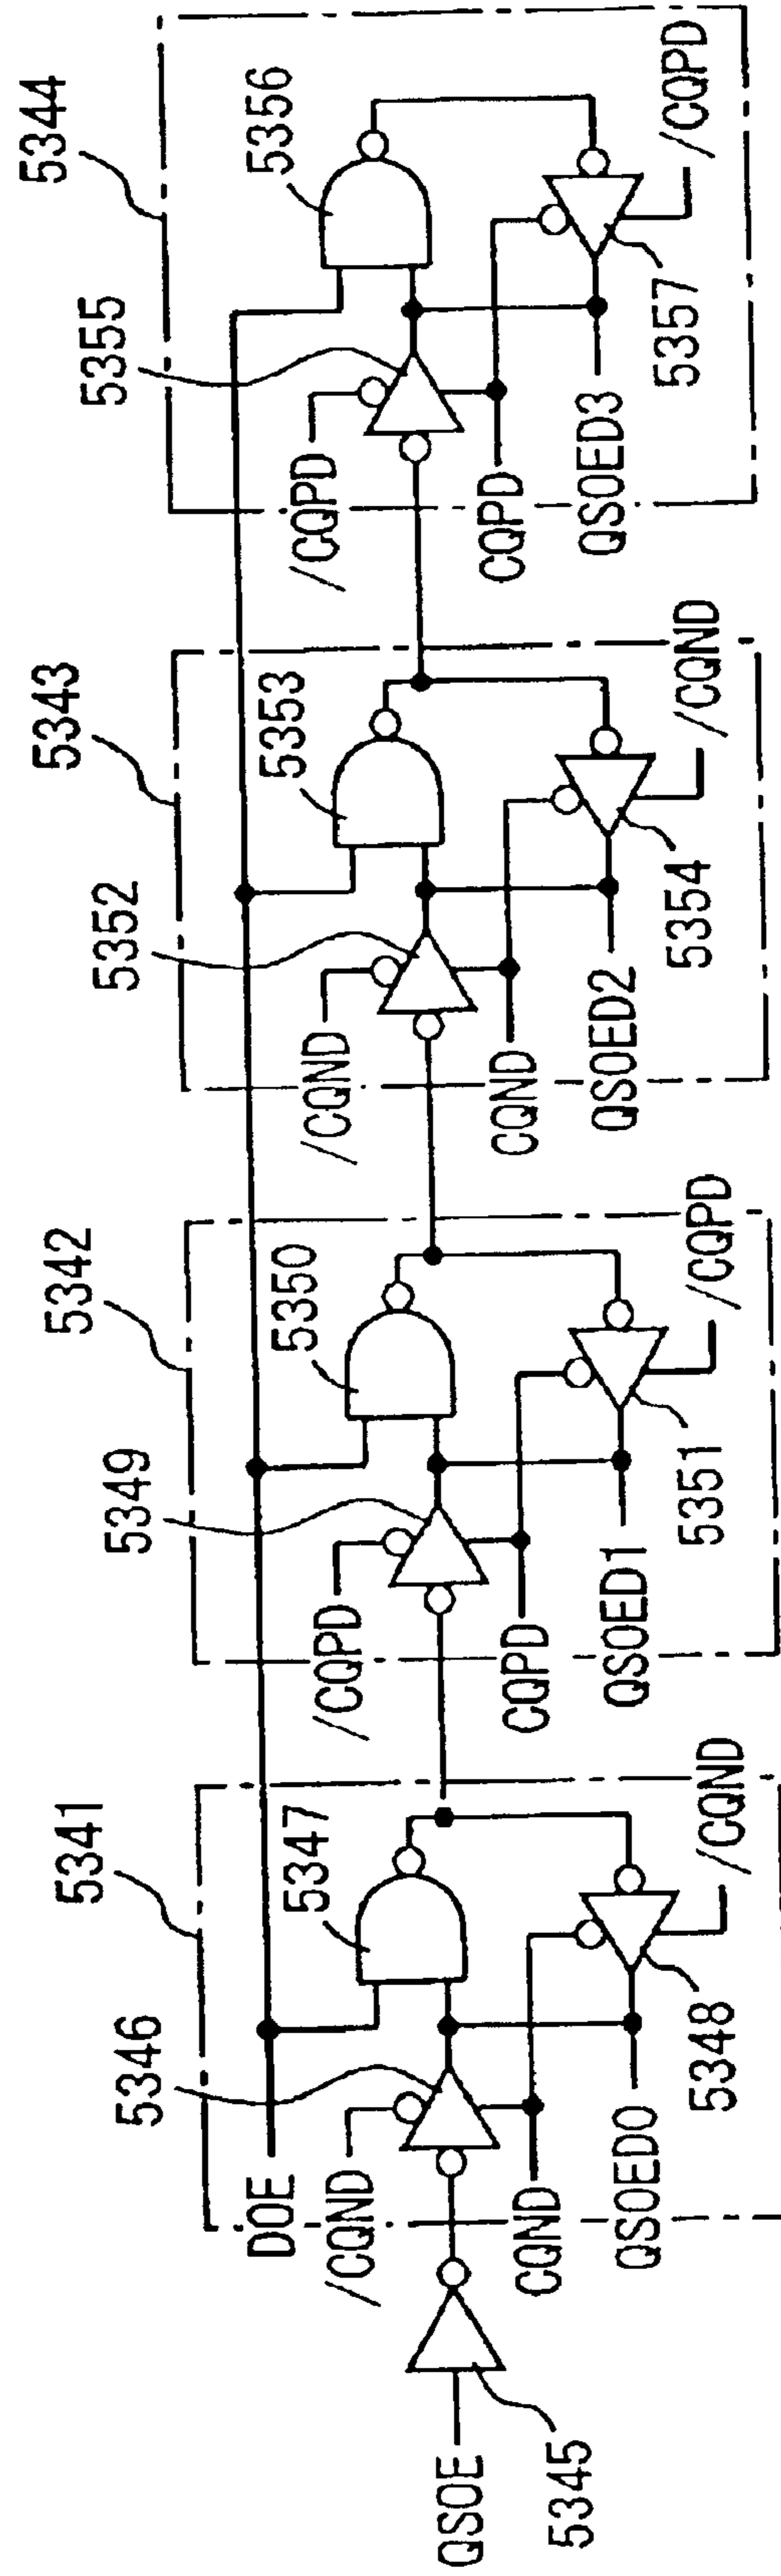 5341
5342
5343
5344
5346
5347
5349
5350
5352
5353
5355
5356
DOE
/CQND
/CQPD
/CQND
/CQPD
CQND
CQPD
CQND
CQPD
QSOE
5345
QSOED0
5348
/CQND
QSOED1
5351
/CQPD
QSOED2
5354
/CQND
QSOED3
5357
/CQPD